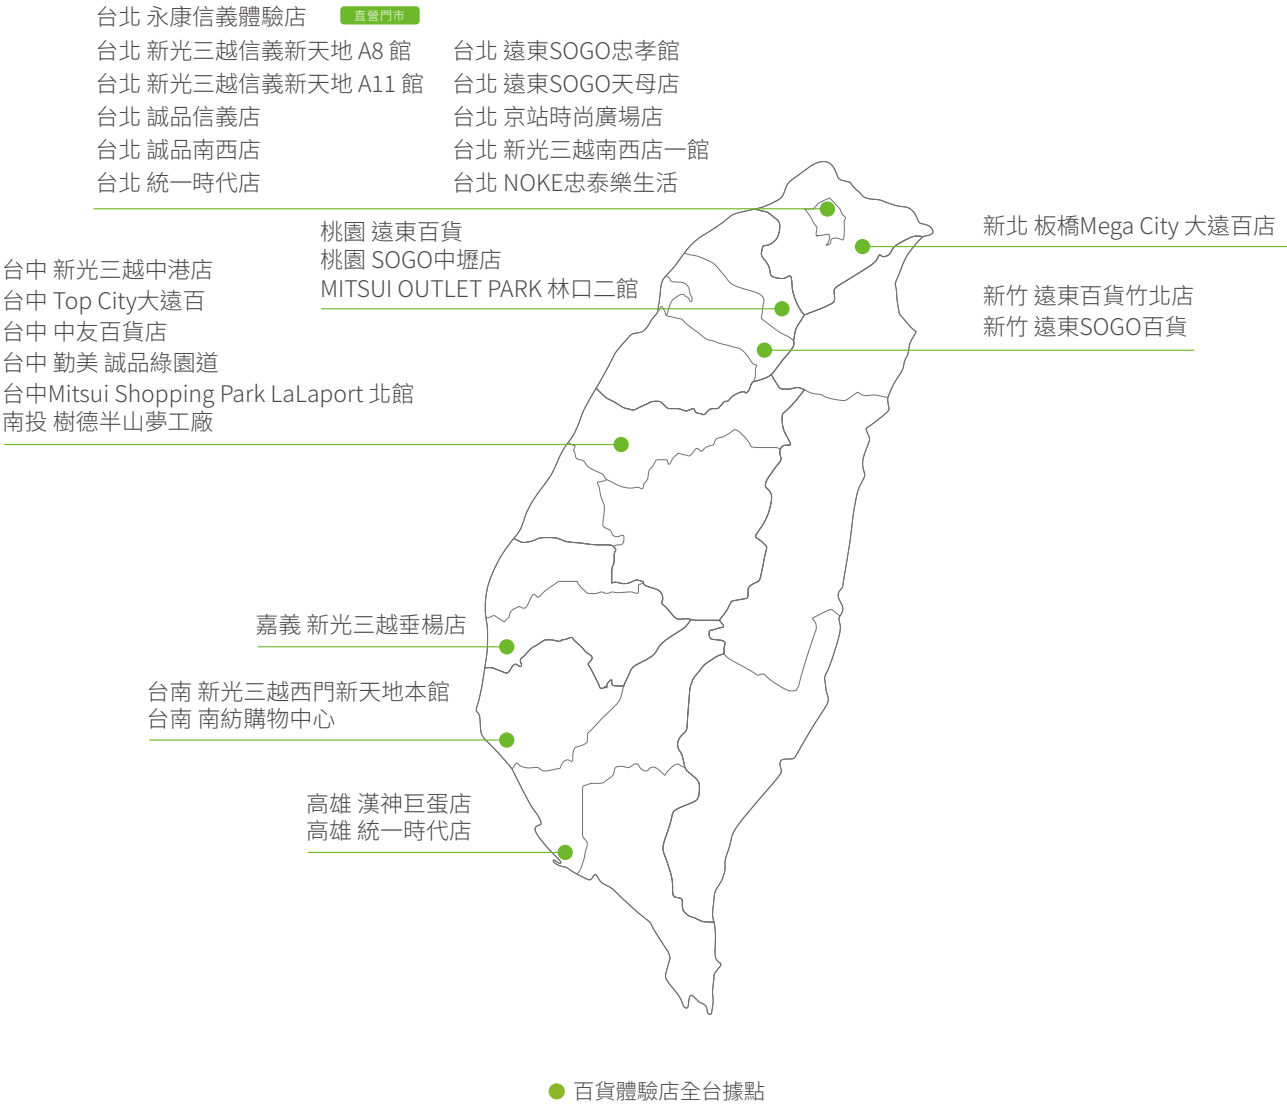 台北 永康信義體驗店 直營門市
台北 新光三越信義新天地 A8 館
台北 新光三越信義新天地 A11 館
台北 誠品信義店
台北 誠品南西店
台北 統一時代店
台北 遠東SOGO忠孝館
台北 遠東SOGO天母店
台北 京站時尚廣場店
台北 新光三越南西店一館
台北 NOKE忠泰樂生活
新北 板橋Mega City 大遠百店
桃園 遠東百貨
桃園 SOGO中壢店
MITSUI OUTLET PARK 林口二館
新竹 遠東百貨竹北店
新竹 遠東SOGO百貨
台中 新光三越中港店
台中 Top City大遠百
台中 中友百貨店
台中 勤美 誠品綠園道
台中Mitsui Shopping Park LaLaport 北館
南投 樹德半山夢工廠
嘉義 新光三越垂楊店
台南 新光三越西門新天地本館
台南 南紡購物中心
高雄 漢神巨蛋店
高雄 統一時代店
百貨體驗店全台據點